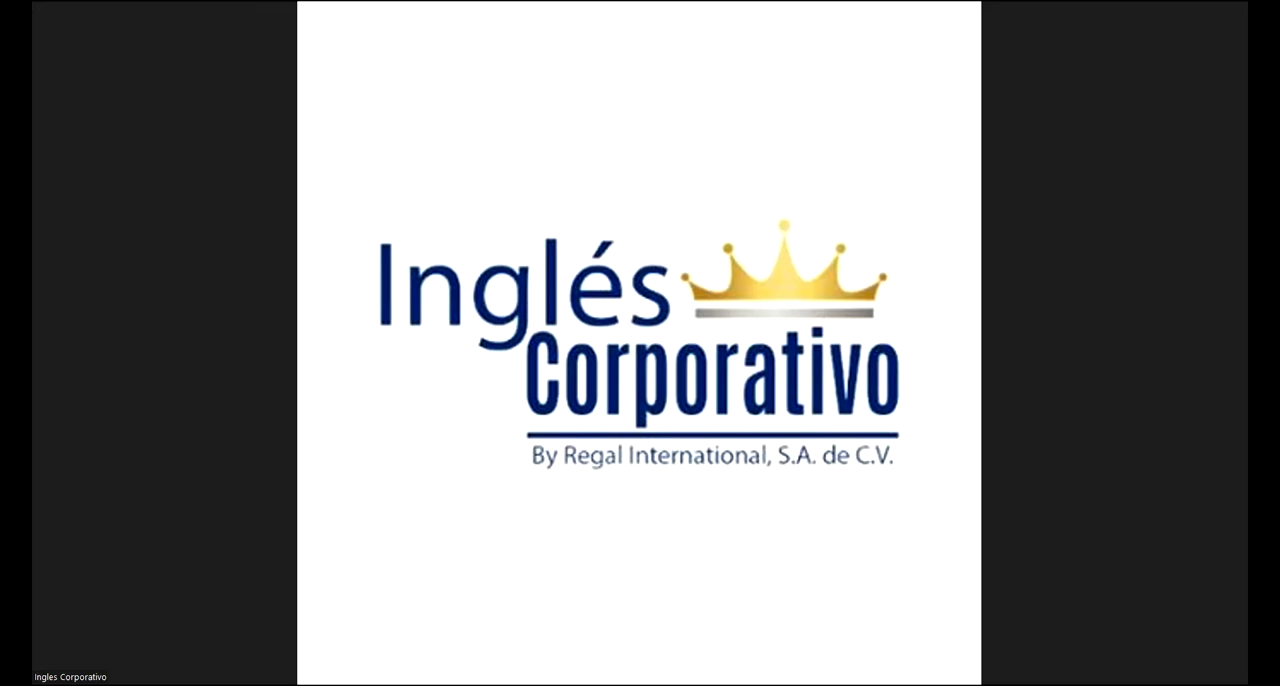 Inglés
Corporativo
By Regal International, S.A. de C.V.
Ingles Corporativo